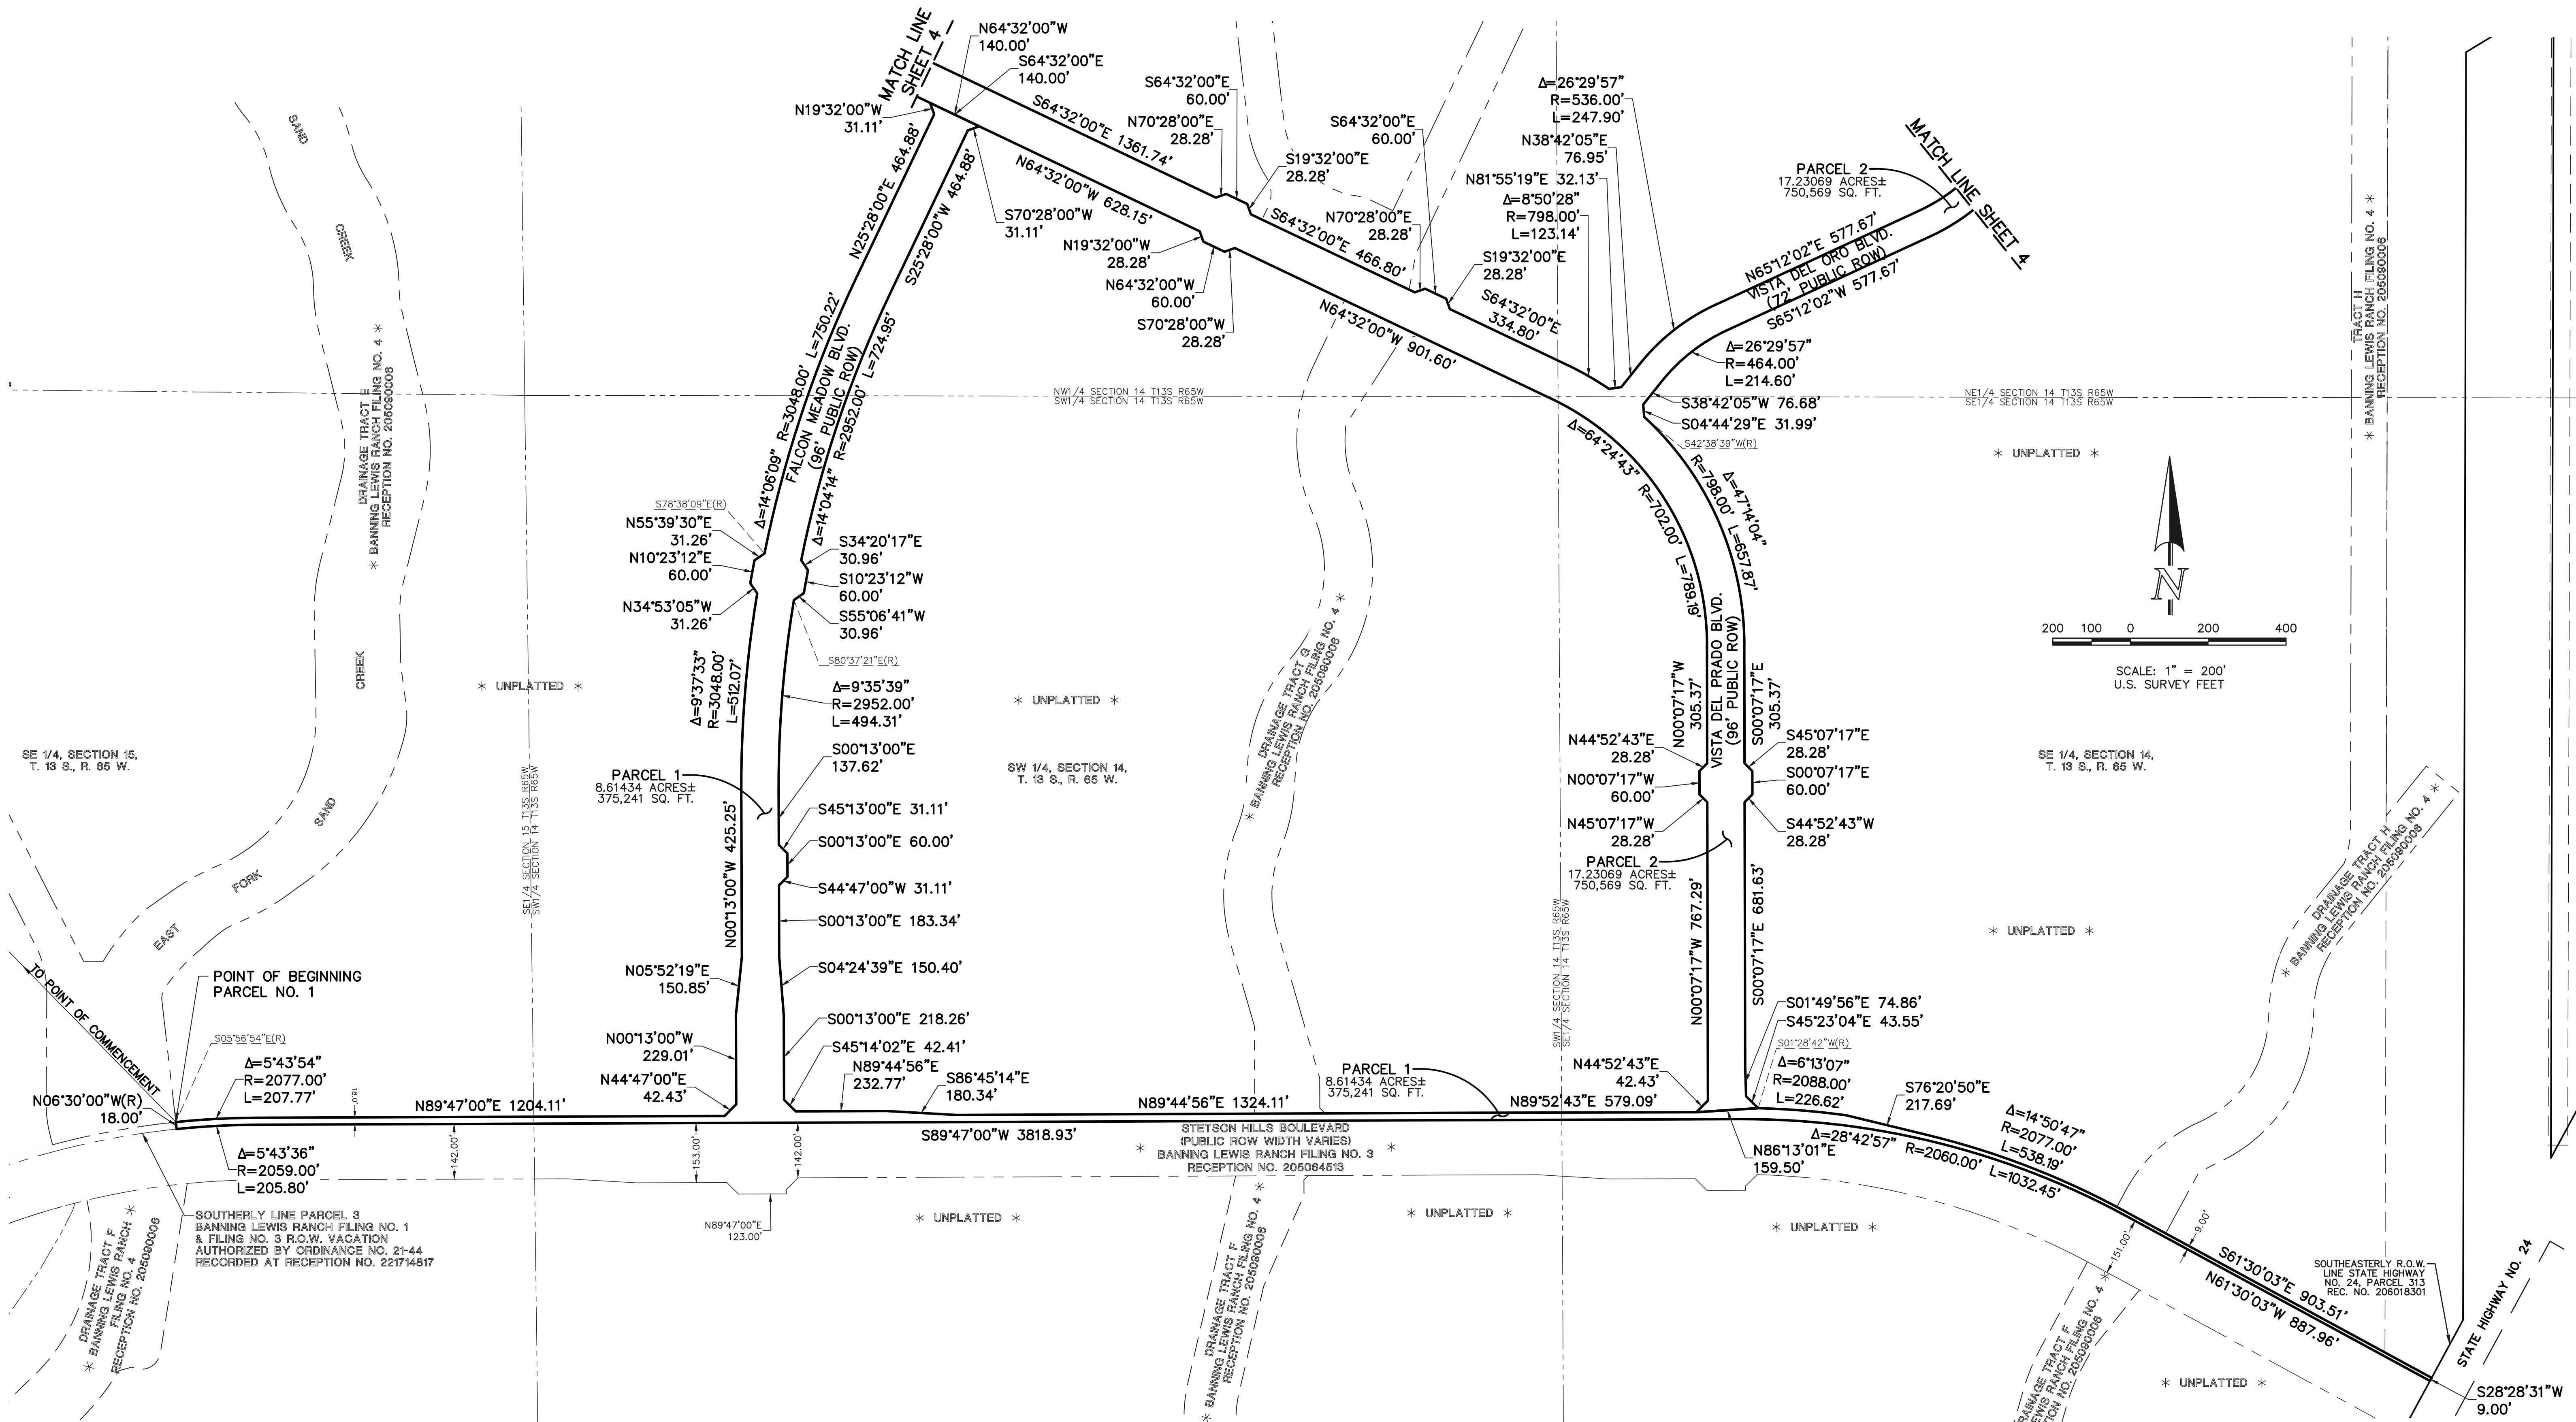 MATCH LINE
SHEET 4
N64°32'00"W
140.00'
S64°32'00"E
140.00'
N19°32'00"W
31.11'
S64°32'00"E 1361.74'
S64°32'00"E
60.00'
N70°28'00"E
28.28'
S19°32'00"E
28.28'
S64°32'00"E
60.00'
N70°28'00"E
28.28'
S19°32'00"E
28.28'
S64°32'00"E 466.80'
S64°32'00"E
334.80'
Δ=26°29'57"
R=536.00'
L=247.90'
N38°42'05"E
76.95'
N81°55'19"E 32.13'
Δ=8°50'28"
R=798.00'
L=123.14'
PARCEL 2
17.23069 ACRES±
750,569 SQ. FT.
MATCH LINE SHEET 4
N65°12'02"E 577.67'
VISTA DEL ORO BLVD.
(72' PUBLIC ROW)
S65°12'02"W 577.67'
Δ=26°29'57"
R=464.00'
L=214.60'
S38°42'05"W 76.68'
S04°44'29"E 31.99'
S42°38'39"W(R)
TRACT H
* BANNING LEWIS RANCH FILING NO. 4 *
RECEPTION NO. 205090006
SAND
CREEK
DRAINAGE TRACT E
* BANNING LEWIS RANCH FILING NO. 4 *
RECEPTION NO. 205090006
CREEK
SAND
FORK
EAST
N25°28'00"E 464.88'
S25°28'00"W 464.88'
S70°28'00"W
31.11'
N64°32'00"W 628.15'
N19°32'00"W
28.28'
N64°32'00"W
60.00'
S70°28'00"W
28.28'
N64°32'00"W 901.60'
NW1/4 SECTION 14 T13S R65W
SW1/4 SECTION 14 T13S R65W
NE1/4 SECTION 14 T13S R65W
SE1/4 SECTION 14 T13S R65W
Δ=14°06'09" R=3048.00' L=750.22'
FALCON MEADOW BLVD.
(96' PUBLIC ROW)
Δ=14°04'14" R=2952.00' L=724.95'
S78°38'09"E(R)
N55°39'30"E
31.26'
N10°23'12"E
60.00'
N34°53'05"W
31.26'
S34°20'17"E
30.96'
S10°23'12"W
60.00'
S55°06'41"W
30.96'
S80°37'21"E(R)
Δ=9°37'33"
R=3048.00'
L=512.07'
Δ=9°35'39"
R=2952.00'
L=494.31'
S00°13'00"E
137.62'
Δ=64°24'43" R=702.00' L=789.19'
Δ=47°14'04"
R=798.00' L=657.87'
VISTA DEL PRADO BLVD.
(96' PUBLIC ROW)
N00°07'17"W
305.37'
S00°07'17"E
305.37'
* UNPLATTED *
* UNPLATTED *
* UNPLATTED *
N
200 100 0 200 400
SCALE: 1" = 200'
U.S. SURVEY FEET
DRAINAGE TRACT G
* BANNING LEWIS RANCH FILING NO. 4 *
RECEPTION NO. 205090006
N44°52'43"E
28.28'
N00°07'17"W
60.00'
N45°07'17"W
28.28'
S45°07'17"E
28.28'
S00°07'17"E
60.00'
S44°52'43"W
28.28'
PARCEL 2
17.23069 ACRES±
750,569 SQ. FT.
SE 1/4, SECTION 15,
T. 13 S., R. 65 W.
SW 1/4, SECTION 14,
T. 13 S., R. 65 W.
SE 1/4, SECTION 14,
T. 13 S., R. 65 W.
SE1/4 SECTION 15 T13S R65W
SW1/4 SECTION 14 T13S R65W
PARCEL 1
8.61434 ACRES±
375,241 SQ. FT.
N00°13'00"W 425.25'
S45°13'00"E 31.11'
S00°13'00"E 60.00'
S44°47'00"W 31.11'
S00°13'00"E 183.34'
S04°24'39"E 150.40'
N05°52'19"E
150.85'
S00°13'00"E 218.26'
N00°13'00"W
229.01'
S45°14'02"E 42.41'
N44°47'00"E
42.43'
N89°44'56"E
232.77'
S86°45'14"E
180.34'
SW1/4 SECTION 14 T13S R65W
SE1/4 SECTION 14 T13S R65W
N00°07'17"W 767.29'
S00°07'17"E 681.63'
* UNPLATTED *
DRAINAGE TRACT H
* BANNING LEWIS RANCH FILING NO. 4 *
RECEPTION NO. 205090006
S01°49'56"E 74.86'
S45°23'04"E 43.55'
S01°28'42"W(R)
N44°52'43"E
42.43'
Δ=6°13'07"
R=2088.00'
L=226.62'
S76°20'50"E
217.69'
Δ=14°50'47"
R=2077.00'
L=538.19'
TO POINT OF COMMENCEMENT
POINT OF BEGINNING
PARCEL NO. 1
S05°56'54"E(R)
N06°30'00"W(R)
18.00'
Δ=5°43'54"
R=2077.00'
L=207.77'
18.0'
N89°47'00"E 1204.11'
N89°44'56"E 1324.11'
PARCEL 1
8.61434 ACRES±
375,241 SQ. FT.
N89°52'43"E 579.09'
S89°47'00"W 3818.93'
STETSON HILLS BOULEVARD
(PUBLIC ROW WIDTH VARIES)
* BANNING LEWIS RANCH FILING NO. 3 *
RECEPTION NO. 205064513
N86°13'01"E
159.50'
Δ=28°42'57" R=2060.00' L=1032.45'
Δ=5°43'36"
R=2059.00'
L=205.80'
142.00'
153.00'
142.00'
N89°47'00"E
123.00'
SOUTHERLY LINE PARCEL 3
BANNING LEWIS RANCH FILING NO. 1
& FILING NO. 3 R.O.W. VACATION
AUTHORIZED BY ORDINANCE NO. 21-44
RECORDED AT RECEPTION NO. 221714817
DRAINAGE TRACT F
* BANNING LEWIS RANCH *
FILING NO. 4
RECEPTION NO. 205090006
* UNPLATTED *
DRAINAGE TRACT F
* BANNING LEWIS RANCH FILING NO. 4 *
RECEPTION NO. 205090006
* UNPLATTED *
* UNPLATTED *
151.00'
9.00'
S61°30'03"E 903.51'
N61°30'03"W 887.96'
SOUTHEASTERLY R.O.W.
LINE STATE HIGHWAY
NO. 24, PARCEL 313
REC. NO. 206018301
STATE HIGHWAY NO. 24
* UNPLATTED *
S28°28'31"W
9.00'
TRACT F
RANCH FILING NO. 4 *
NO. 205090006